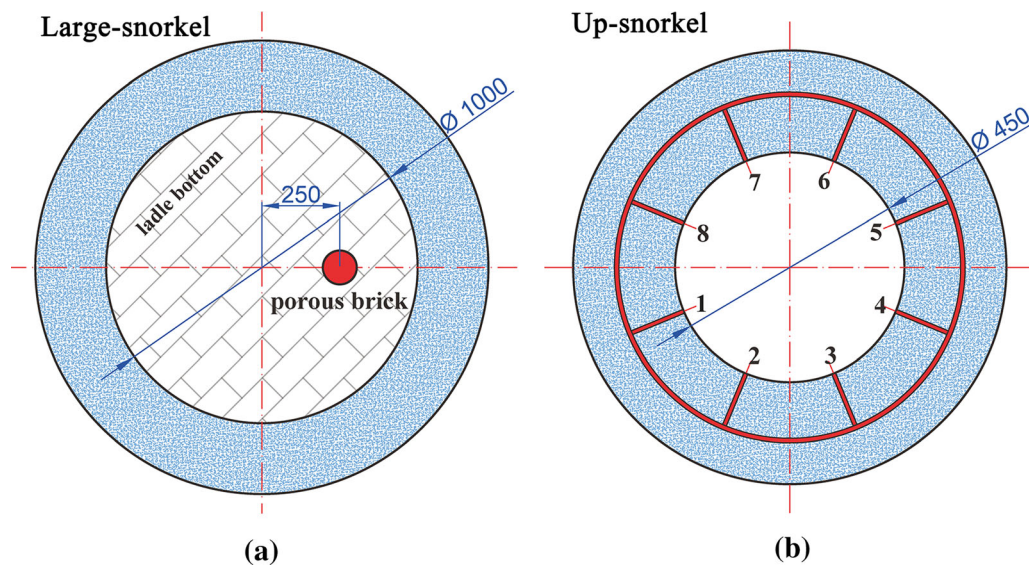 Large-snorkel
Ø 1000
250
ladle bottom
porous brick
(a)
Up-snorkel
Ø 450
7
6
8
5
1
4
2
3
(b)